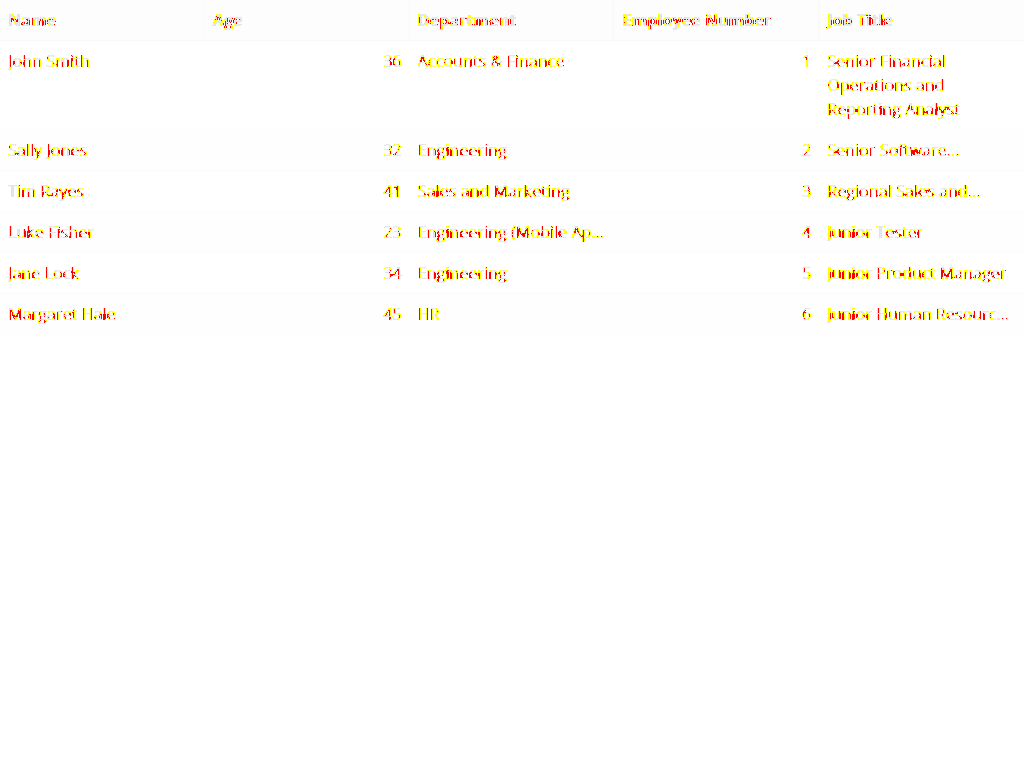 Name Age Department Employee Number Job Title
John Smith 36 Accounts & Finance 1 Senior Financial
Operations and
Reporting Analyst
Sally Jones 32 Engineering 2 Senior Software...
Tim Rayes 41 Sales and Marketing 3 Regional Sales and...
Luke Fisher 23 Engineering (Mobile Ap... 4 Junior Tester
Jane Lock 34 Engineering 5 Junior Product Manager
Margaret Hale 45 HR 6 Junior Human Resourc...